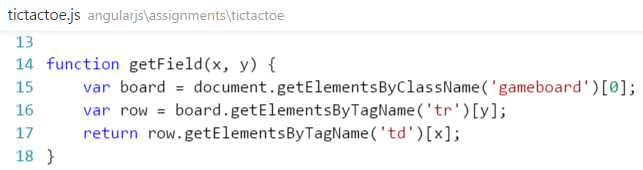 tictactoe.js angularjs\assignments\tictactoe
13
14 function getField(x, y) {
15     var board = document.getElementsByClassName('gameboard')[0];
16     var row = board.getElementsByTagName('tr')[y];
17     return row.getElementsByTagName('td')[x];
18 }